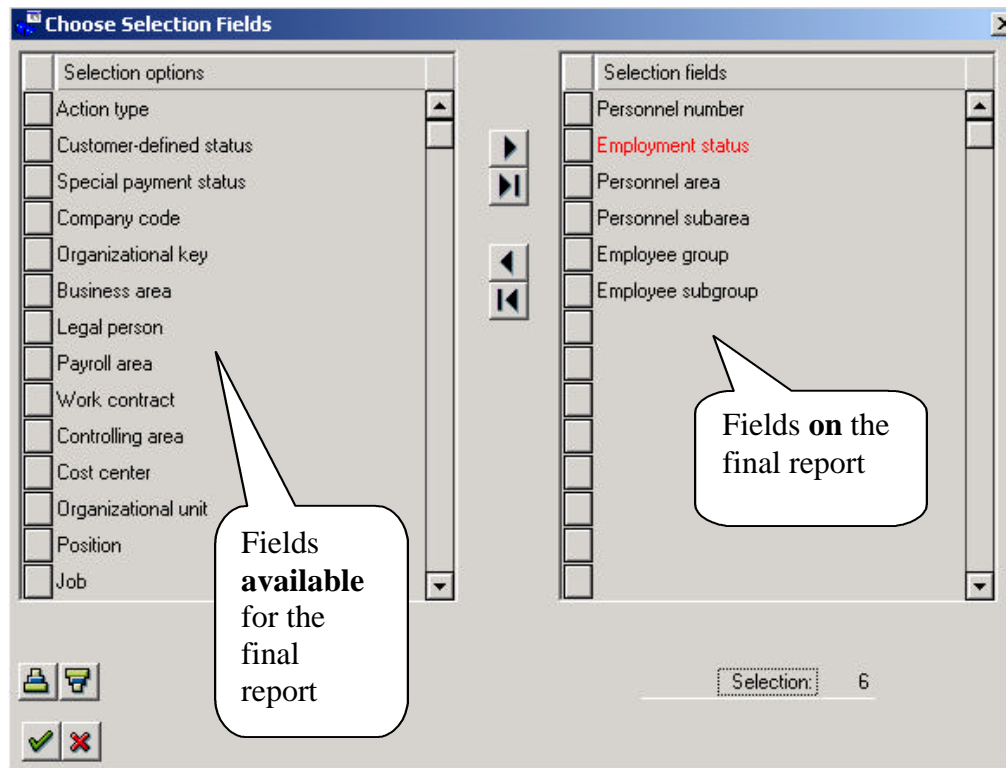 Choose Selection Fields
Selection options
Action type
Customer-defined status
Special payment status
Company code
Organizational key
Business area
Legal person
Payroll area
Work contract
Controlling area
Cost center
Organizational unit
Position
Job
Selection fields
Personnel number
Employment status
Personnel area
Personnel subarea
Employee group
Employee subgroup
Fields
available
for the
final
report
Fields on the
final report
Selection: 6